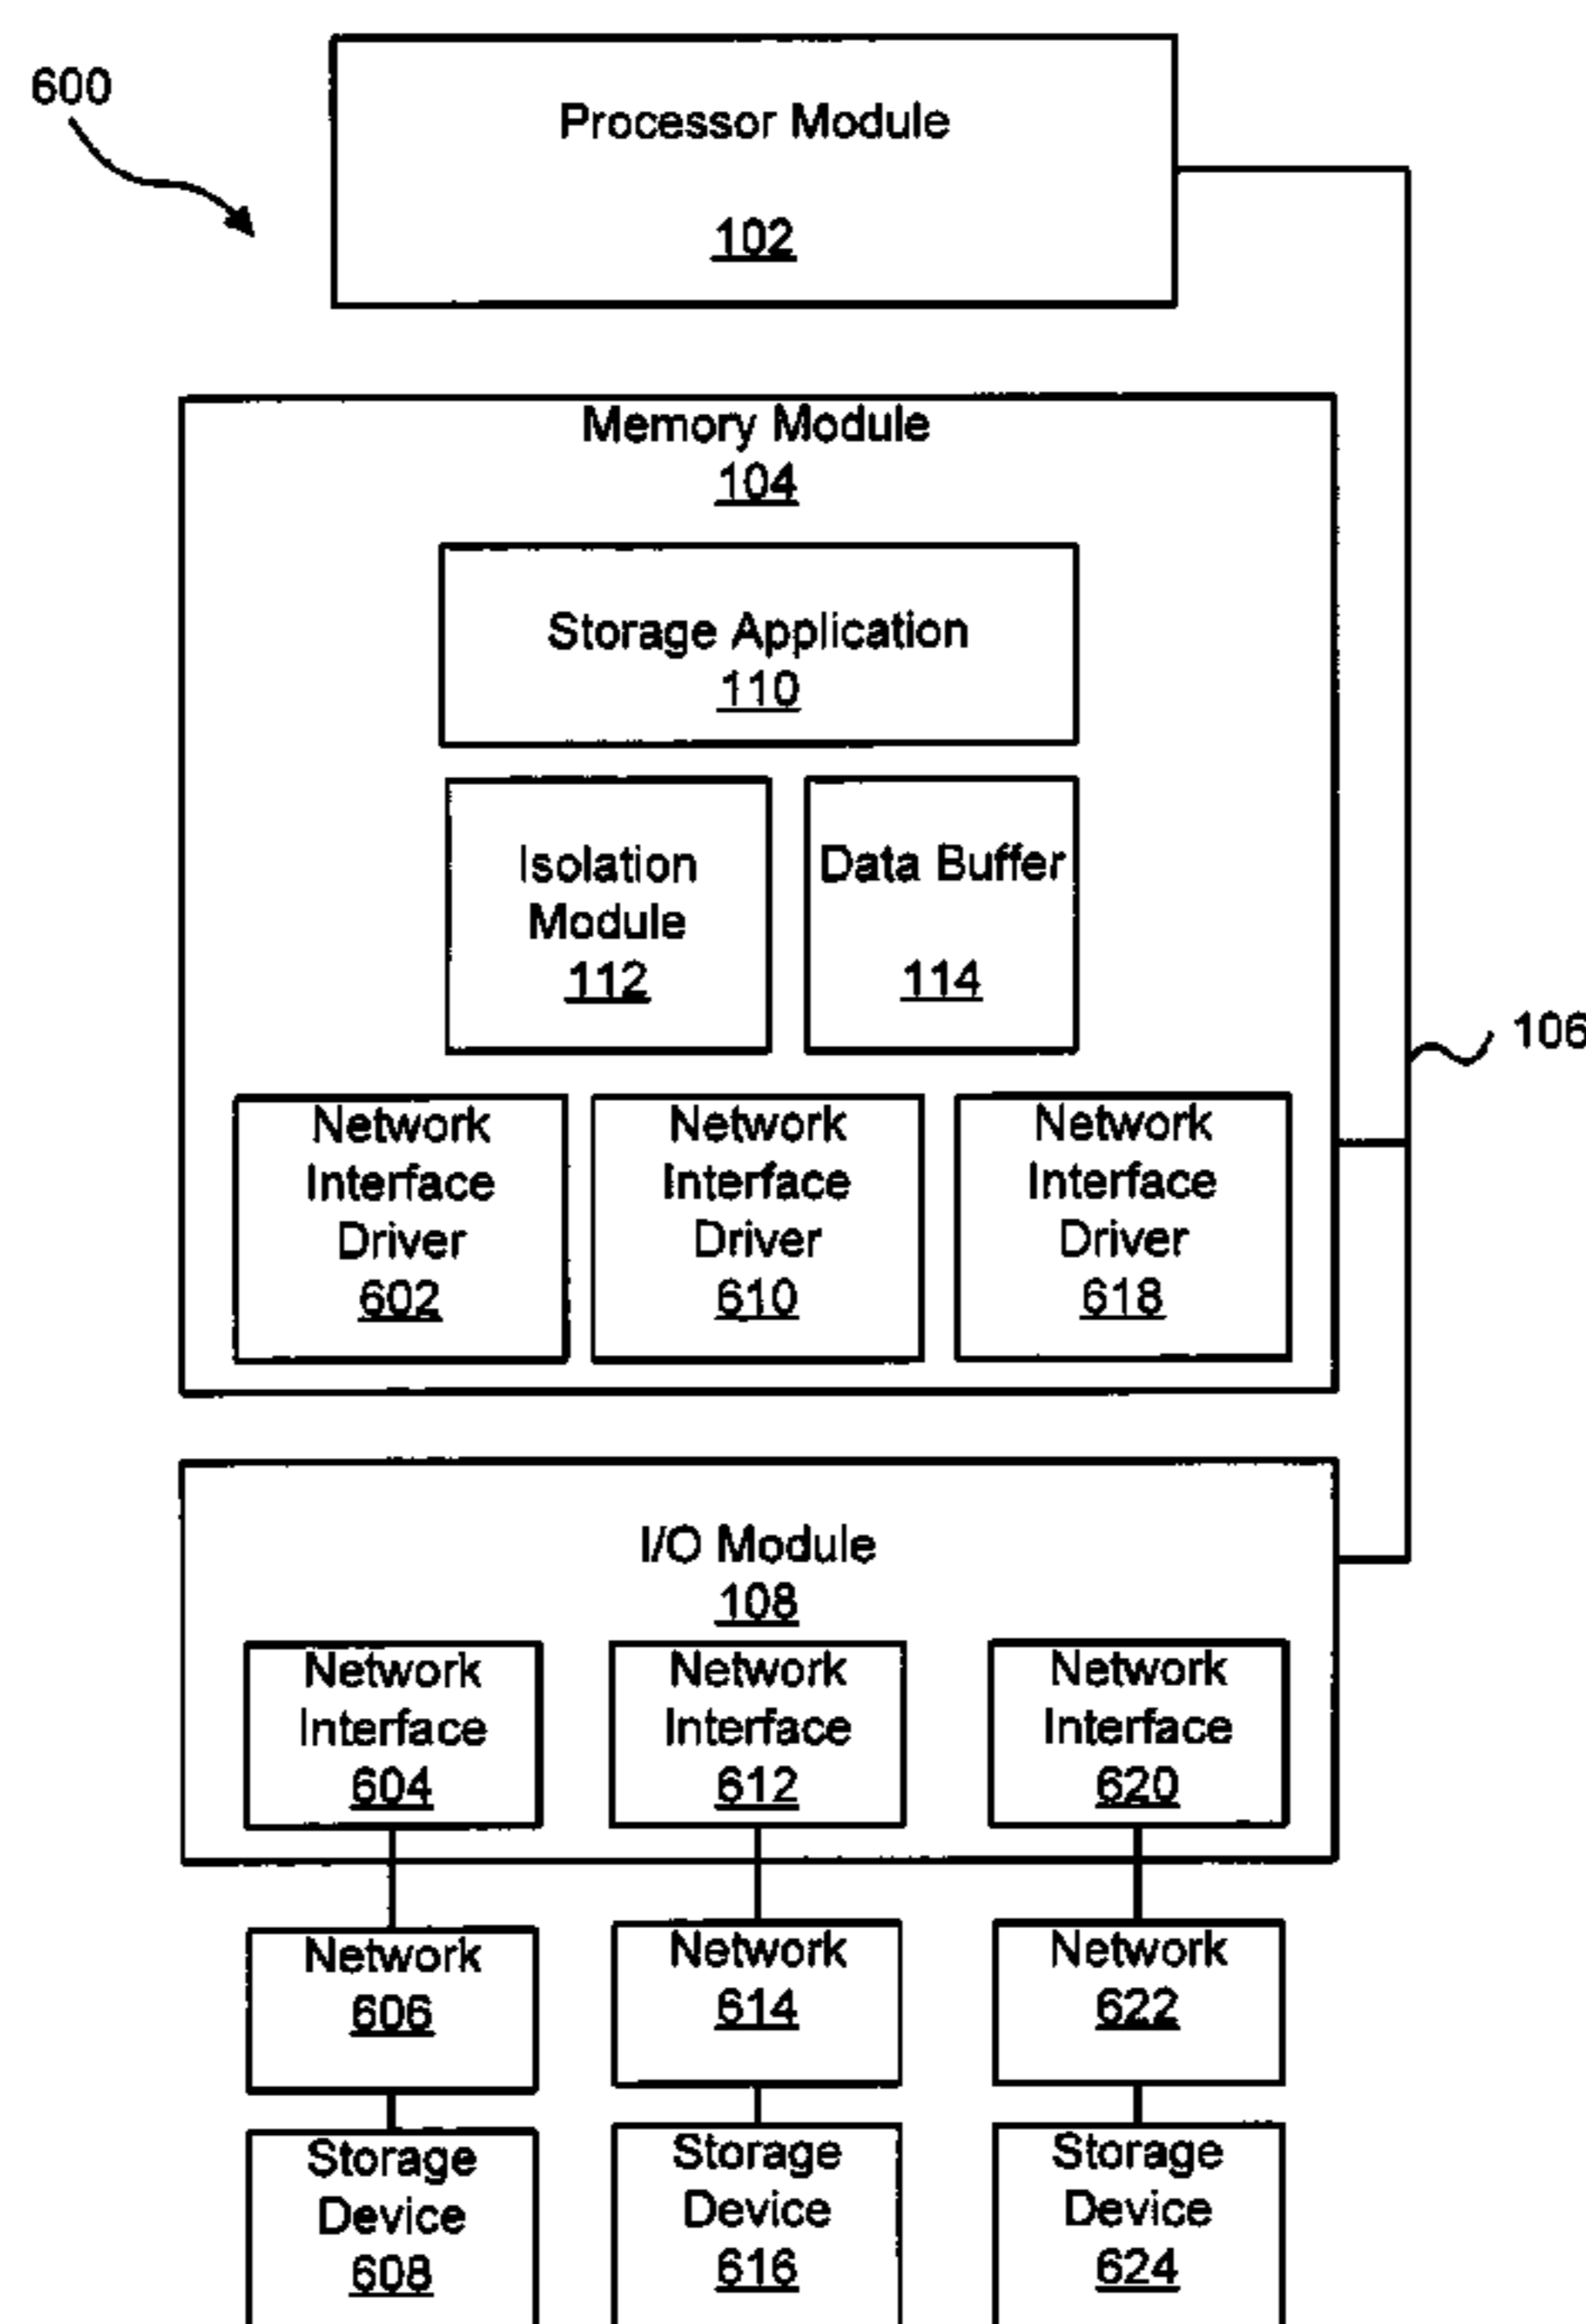 600
Processor Module
102
Memory Module
104
Storage Application
110
Isolation
Module
112
Data Buffer
114
106
Network
Interface
Driver
602
Network
Interface
Driver
610
Network
Interface
Driver
618
I/O Module
108
Network
Interface
604
Network
Interface
612
Network
Interface
620
Network
606
Network
614
Network
622
Storage
Device
608
Storage
Device
616
Storage
Device
624